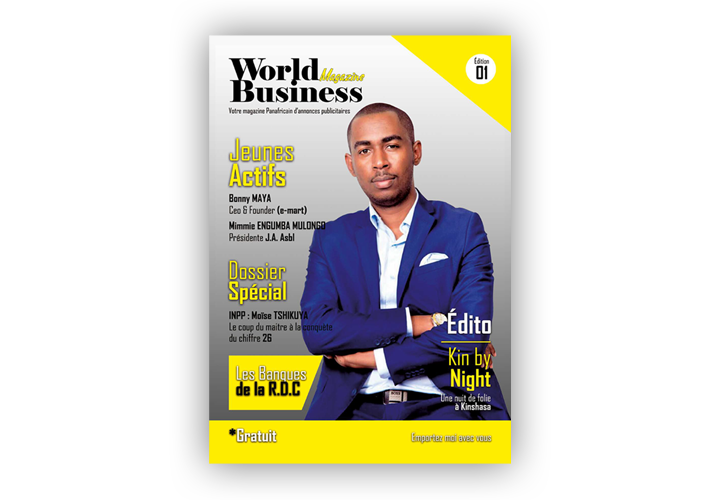 World Magazine
Business
Votre magazine Panafricain d'annonces publicitaires
Édition
01
Jeunes
Actifs
Bonny MAYA
Ceo & Founder (e-mart)
Mimmie ENGUMBA MULONGO
Présidente J.A. Asbl
Dossier
Spécial
INPP : Moïse TSHIKUYA
Le coup du maitre à la conquête
du chiffre 26
Les Banques
de la R.D.C
Édito
Kin by
Night
Une nuit de folie
à Kinshasa
*Gratuit
Emportez moi avec vous